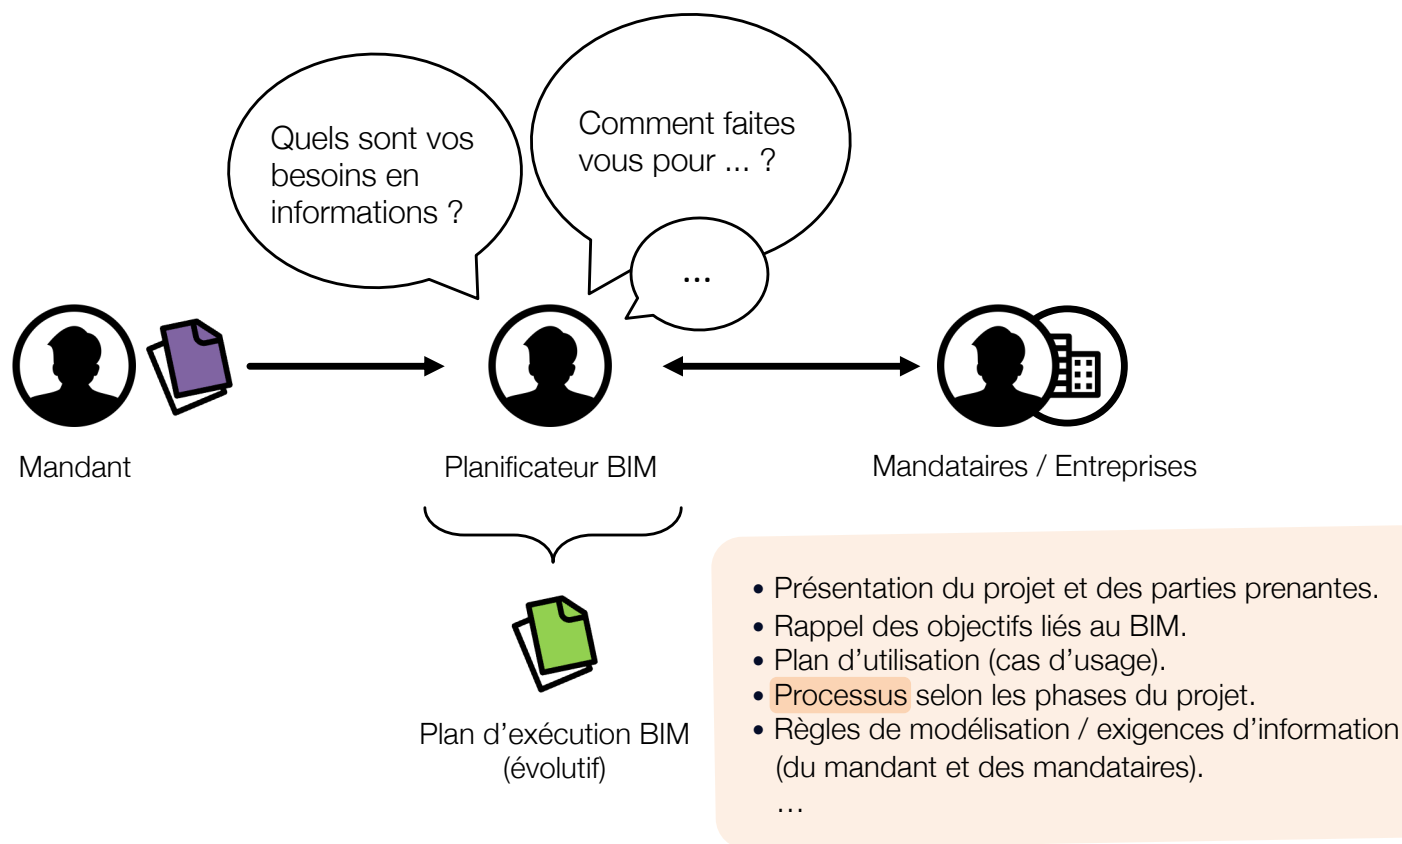 Quels sont vos
besoins en
informations ?
Comment faites
vous pour ... ?
...
Mandant
Planificateur BIM
Mandataires / Entreprises
Plan d'exécution BIM
(évolutif)
• Présentation du projet et des parties prenantes.
• Rappel des objectifs liés au BIM.
• Plan d'utilisation (cas d'usage).
• Processus selon les phases du projet.
• Règles de modélisation / exigences d'information
(du mandant et des mandataires).
...